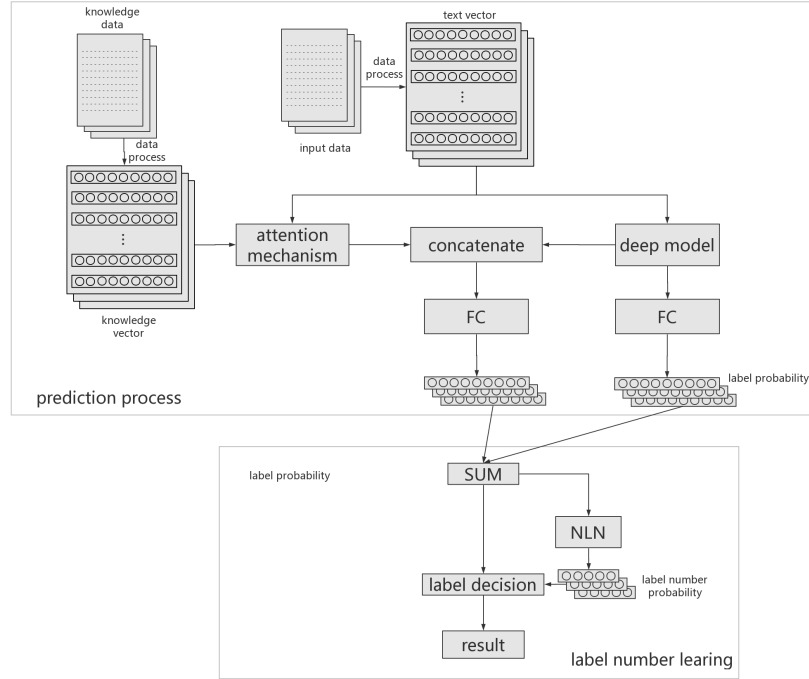 knowledge
data
text vector
data
process
input data
data
process
attention
mechanism
concatenate
deep model
knowledge
vector
FC
FC
label probability
prediction process
label probability
SUM
NLN
label decision
label number
probability
result
label number learing